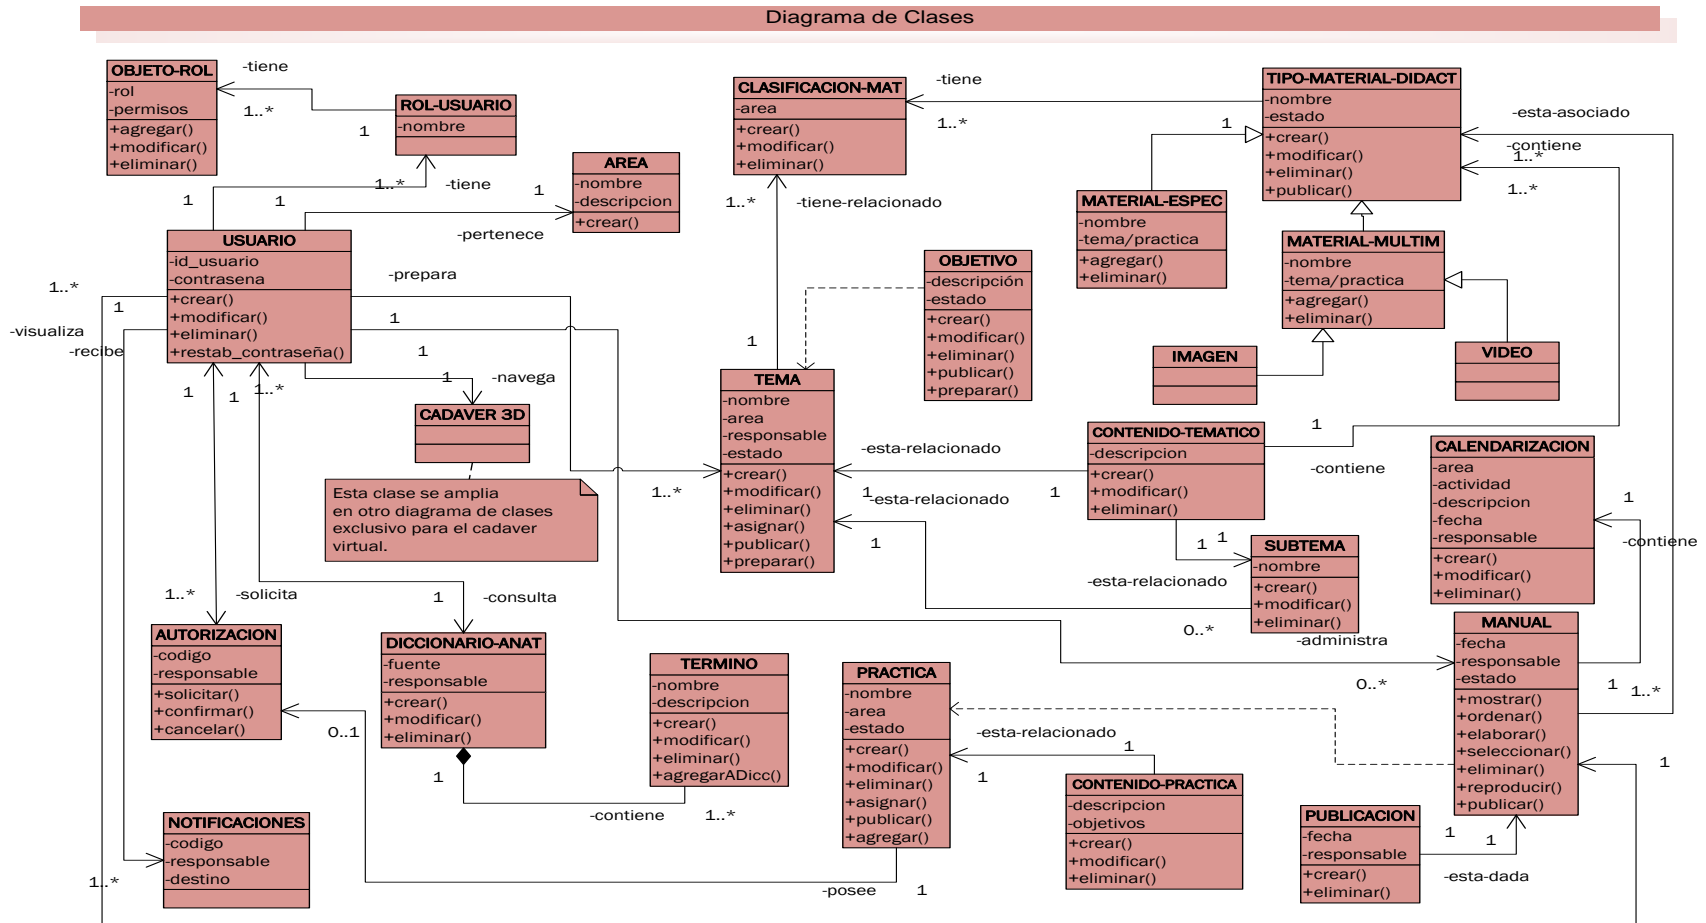 Diagrama de Clases
OBJETO-ROL
-rol
-permisos
+agregar()
+modificar()
+eliminar()
-tiene
1..*
1
ROL-USUARIO
-nombre
1
1..*
-tiene
AREA
-nombre
-descripcion
+crear()
1
1
-pertenece
USUARIO
-id_usuario
-contrasena
+crear()
+modificar()
+eliminar()
+restab_contraseña()
1..*
1
-visualiza
-recibe
-prepara
1
1
1
-navega
1
1
1..*
CADAVER 3D
Esta clase se amplia
en otro diagrama de clases
exclusivo para el cadaver
virtual.
CLASIFICACION-MAT
-area
+crear()
+modificar()
+eliminar()
-tiene
1..*
1
TIPO-MATERIAL-DIDACT
-nombre
-estado
+crear()
+modificar()
+eliminar()
+publicar()
-esta-asociado
-contiene
1..*
1..*
1..*
-tiene-relacionado
MATERIAL-ESPEC
-nombre
-tema/practica
+agregar()
+eliminar()
MATERIAL-MULTIM
-nombre
-tema/practica
+agregar()
+eliminar()
OBJETIVO
-descripción
-estado
+crear()
+modificar()
+eliminar()
+publicar()
+preparar()
IMAGEN
VIDEO
1
TEMA
-nombre
-area
-responsable
-estado
+crear()
+modificar()
+eliminar()
+asignar()
+publicar()
+preparar()
1..*
-esta-relacionado
1
1
-esta-relacionado
1
CONTENIDO-TEMATICO
-descripcion
+crear()
+modificar()
+eliminar()
1
-contiene
1
1
-esta-relacionado
SUBTEMA
-nombre
+crear()
+modificar()
+eliminar()
0..*
-administra
CALENDARIZACION
-area
-actividad
-descripcion
-fecha
-responsable
+crear()
+modificar()
+eliminar()
1
-contiene
1..*
-solicita
1
-consulta
AUTORIZACION
-codigo
-responsable
+solicitar()
+confirmar()
+cancelar()
0..1
DICCIONARIO-ANAT
-fuente
-responsable
+crear()
+modificar()
+eliminar()
1
-contiene
1..*
TERMINO
-nombre
-descripcion
+crear()
+modificar()
+eliminar()
+agregarADicc()
PRACTICA
-nombre
-area
-estado
+crear()
+modificar()
+eliminar()
+asignar()
+publicar()
+agregar()
-posee
1
-esta-relacionado
1
1
CONTENIDO-PRACTICA
-descripcion
-objetivos
+crear()
+modificar()
+eliminar()
MANUAL
-fecha
-responsable
-estado
+mostrar()
+ordenar()
+elaborar()
+seleccionar()
+eliminar()
+reproducir()
+publicar()
0..*
1
1..*
1
PUBLICACION
-fecha
-responsable
+crear()
+eliminar()
1
1
-esta-dada
NOTIFICACIONES
-codigo
-responsable
-destino
1..*